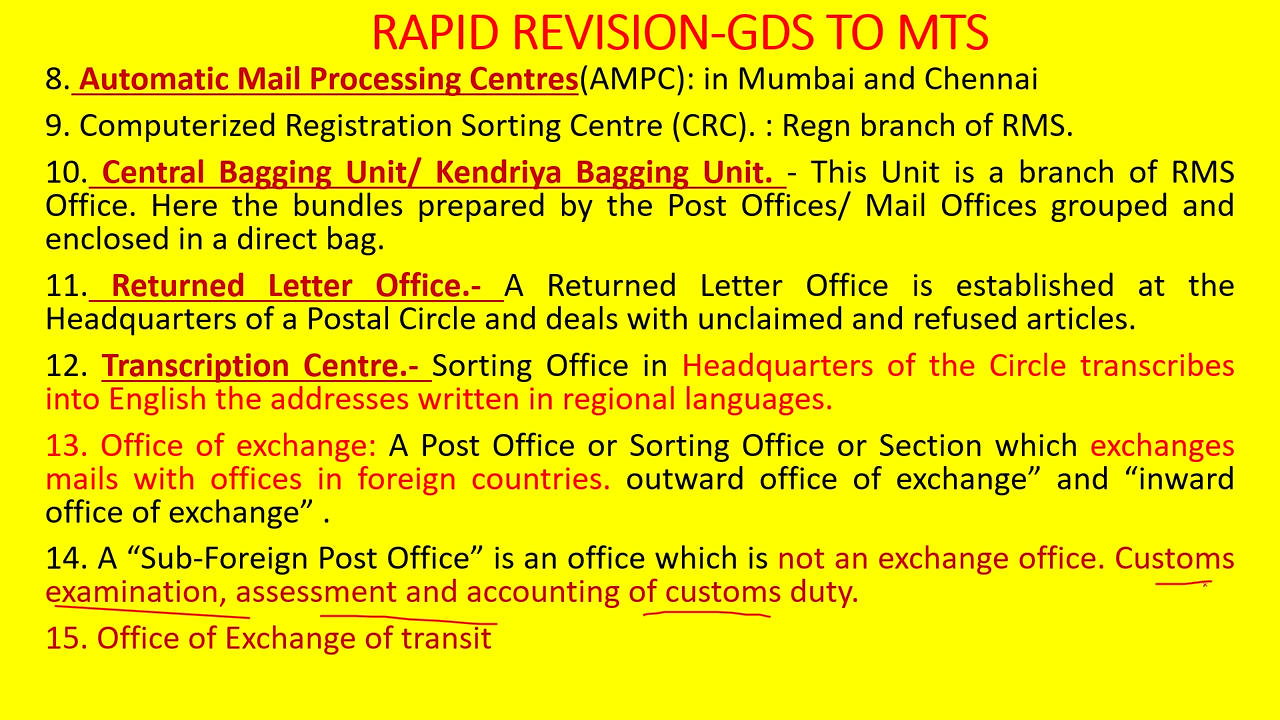 RAPID REVISION-GDS TO MTS
8. Automatic Mail Processing Centres(AMPC): in Mumbai and Chennai
9. Computerized Registration Sorting Centre (CRC). : Regn branch of RMS.
10. Central Bagging Unit/ Kendriya Bagging Unit. - This Unit is a branch of RMS
Office. Here the bundles prepared by the Post Offices/ Mail Offices grouped and
enclosed in a direct bag.
11. Returned Letter Office.- A Returned Letter Office is established at the
Headquarters of a Postal Circle and deals with unclaimed and refused articles.
12. Transcription Centre.- Sorting Office in Headquarters of the Circle transcribes
into English the addresses written in regional languages.
13. Office of exchange: A Post Office or Sorting Office or Section which exchanges
mails with offices in foreign countries. outward office of exchange” and “inward
office of exchange” .
14. A “Sub-Foreign Post Office” is an office which is not an exchange office. Customs
examination, assessment and accounting of customs duty.
15. Office of Exchange of transit